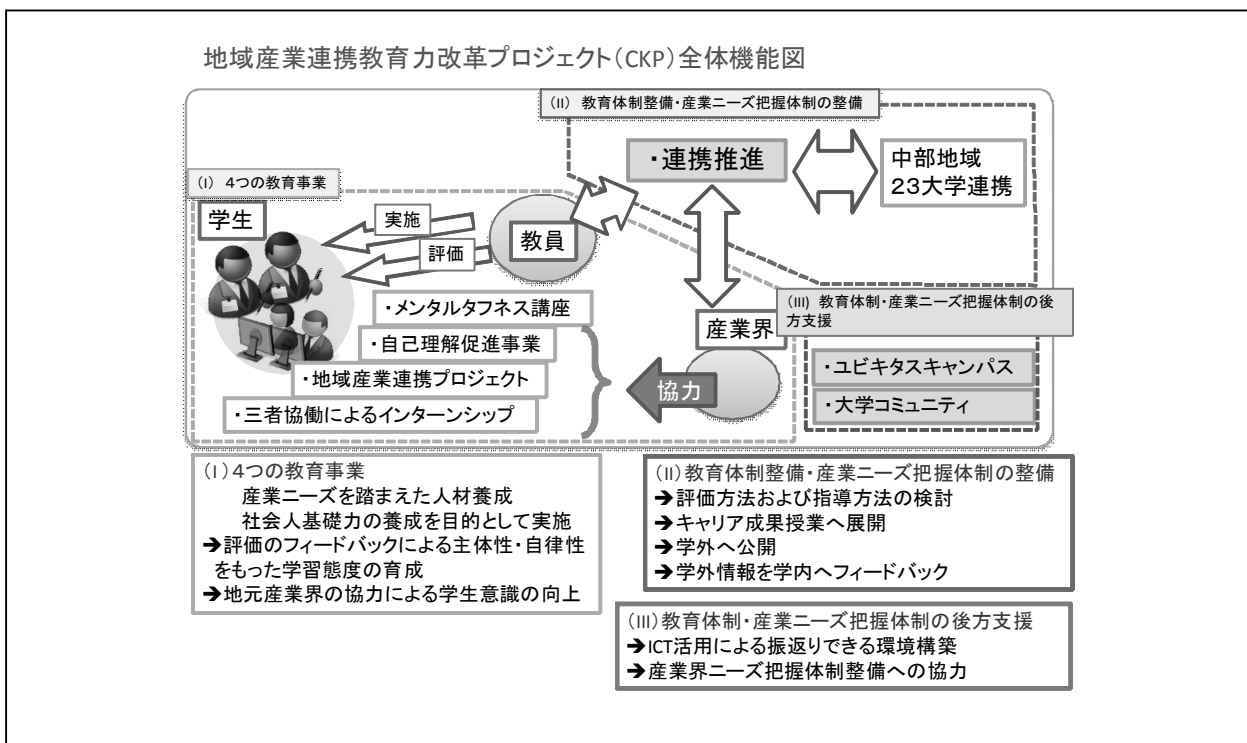 地域産業連携教育力改革プロジェクト(CKP)全体機能図
(II) 教育体制整備・産業ニーズ把握体制の整備
・連携推進
中部地域
23大学連携
(I) 4つの教育事業
学生
実施
評価
教員
・メンタルタフネス講座
・自己理解促進事業
・地域産業連携プロジェクト
・三者協働によるインターンシップ
協力
産業界
(III) 教育体制・産業ニーズ把握体制の後
方支援
・ユビキタスキャンパス
・大学コミュニティ
(I)4つの教育事業
産業ニーズを踏まえた人材養成
社会人基礎力の養成を目的として実施
➔評価のフィードバックによる主体性・自律性
をもった学習態度の育成
➔地元産業界の協力による学生意識の向上
(II)教育体制整備・産業ニーズ把握体制の整備
➔評価方法および指導方法の検討
➔キャリア成果授業へ展開
➔学外へ公開
➔学外情報を学内へフィードバック
(III)教育体制・産業ニーズ把握体制の後方支援
➔ICT活用による振返りできる環境構築
➔産業界ニーズ把握体制整備への協力